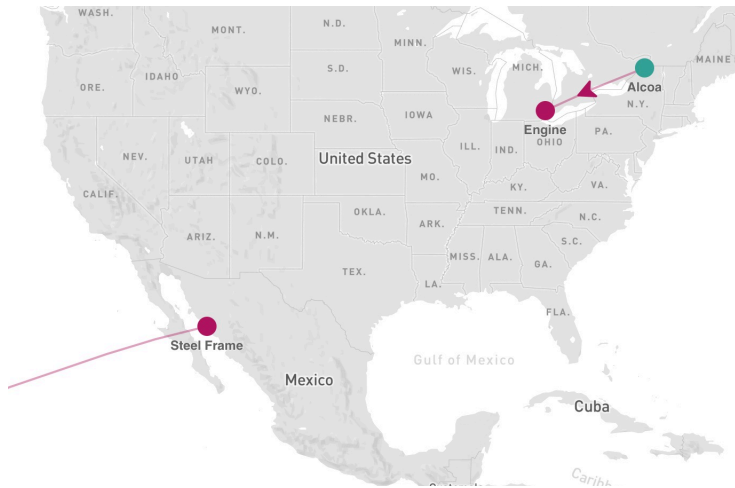 WASH.
MONT.
N.D.
MINN.
MAINE
ORE.
IDAHO
WYO.
S.D.
WIS.
MICH.
Alcoa
N.Y.
NEBR.
IOWA
Engine
OHIO
PA.
NEV.
UTAH
COLO.
United States
ILL.
IND.
CALIF.
MO.
KY.
VA.
ARIZ.
N.M.
OKLA.
ARK.
TENN.
N.C.
S.C.
TEX.
MISS.
ALA.
GA.
LA.
FLA.
Steel Frame
Mexico
Gulf of Mexico
Cuba